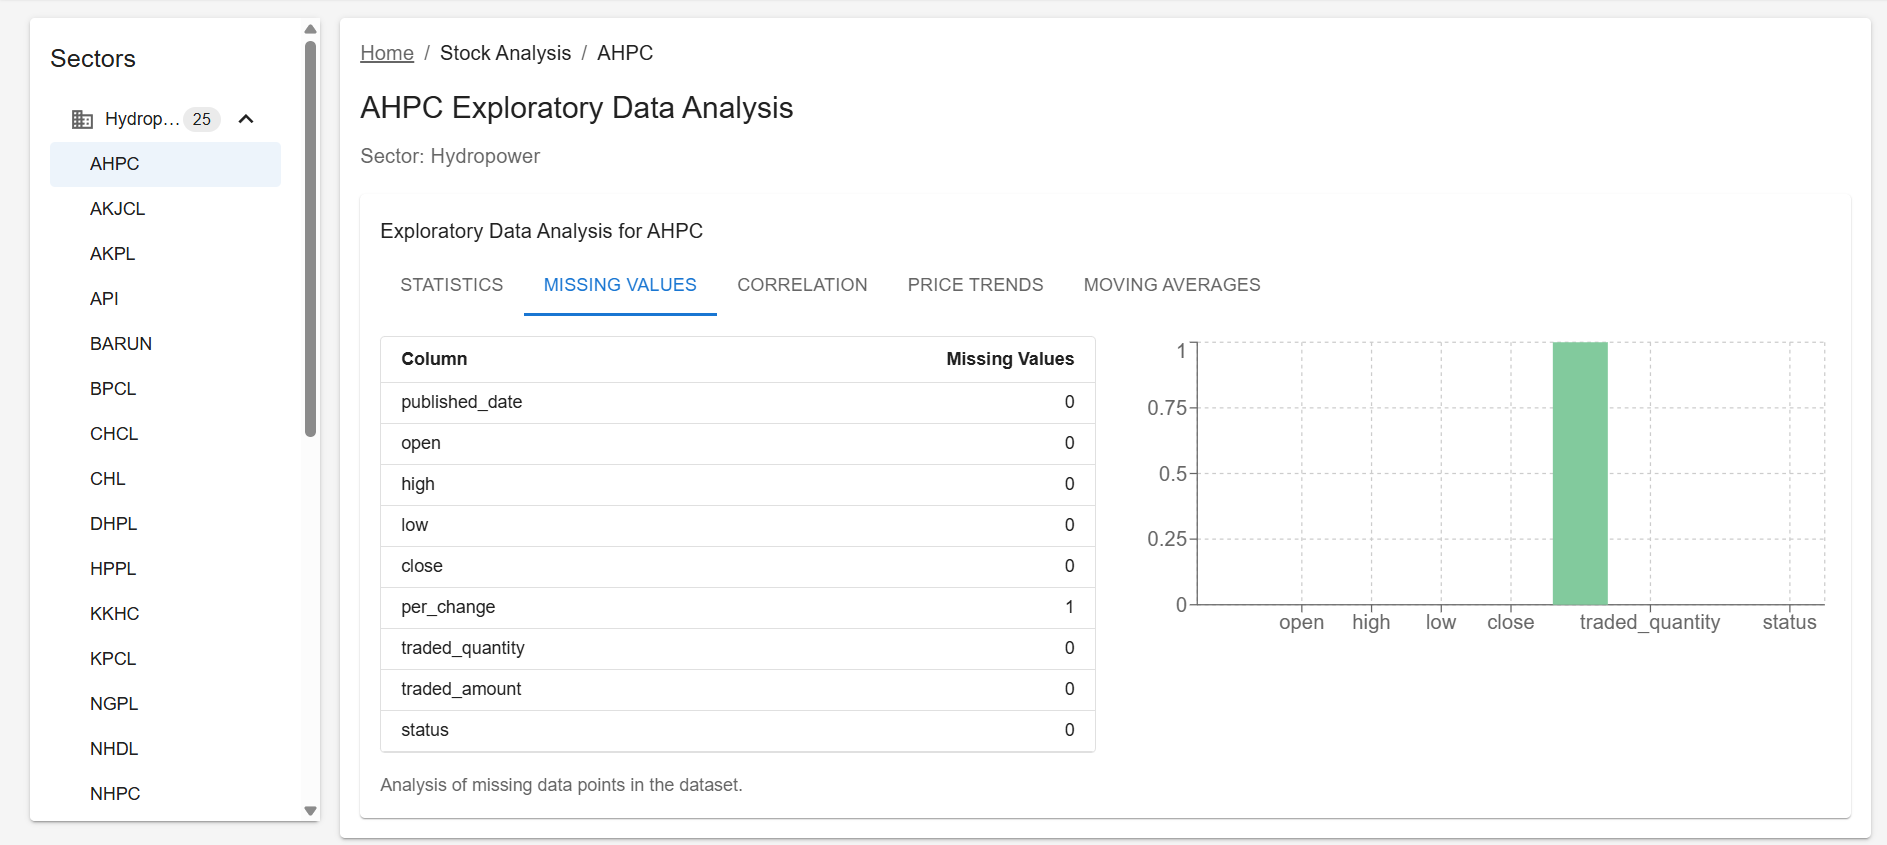 Sectors
Hydrop... 25
AHPC
AKJCL
AKPL
API
BARUN
BPCL
CHCL
CHL
DHPL
HPPL
KKHC
KPCL
NGPL
NHDL
NHPC
Home / Stock Analysis / AHPC
AHPC Exploratory Data Analysis
Sector: Hydropower
Exploratory Data Analysis for AHPC
STATISTICS MISSING VALUES CORRELATION PRICE TRENDS MOVING AVERAGES
Column Missing Values
published_date 0
open 0
high 0
low 0
close 0
per_change 1
traded_quantity 0
traded_amount 0
status 0
Analysis of missing data points in the dataset.
1
0.75
0.5
0.25
0
open high low close traded_quantity status